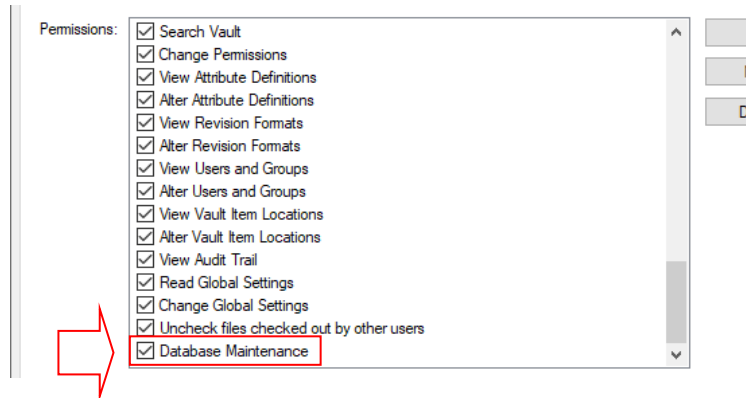 Permissions:
Search Vault
Change Permissions
View Attribute Definitions
Alter Attribute Definitions
View Revision Formats
Alter Revision Formats
View Users and Groups
Alter Users and Groups
View Vault Item Locations
Alter Vault Item Locations
View Audit Trail
Read Global Settings
Change Global Settings
Uncheck files checked out by other users
Database Maintenance